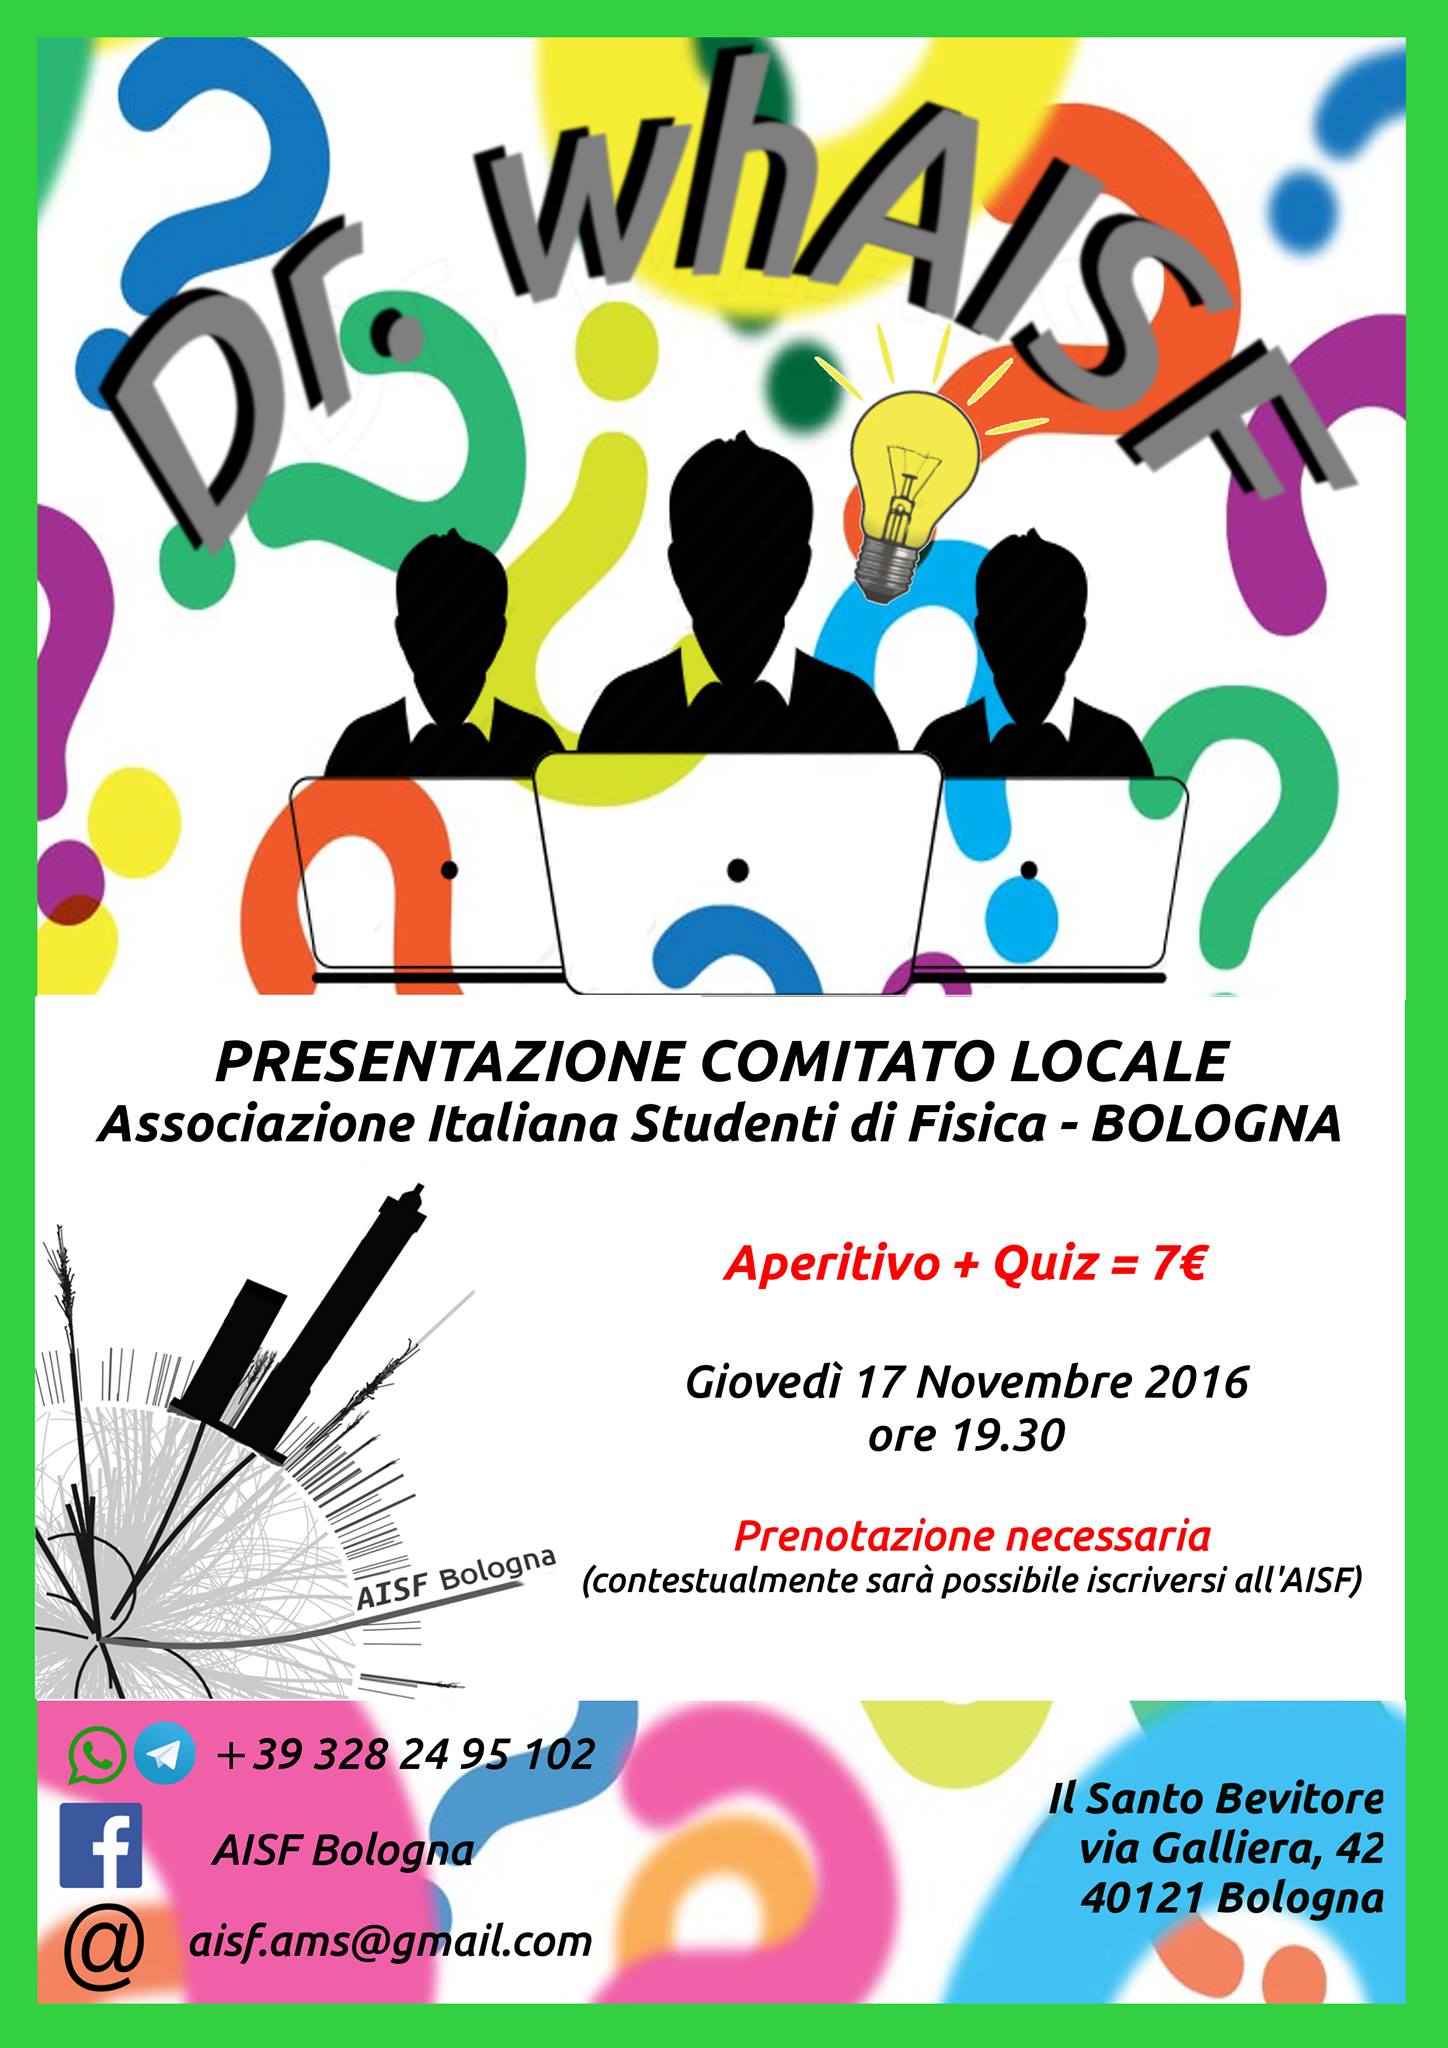 Dr. whAISF
PRESENTAZIONE COMITATO LOCALE
Associazione Italiana Studenti di Fisica - BOLOGNA
Aperitivo + Quiz = 7€
Giovedì 17 Novembre 2016
ore 19.30
Prenotazione necessaria
(contestualmente sarà possibile iscriversi all'AISF)
AISF Bologna
+39 328 24 95 102
AISF Bologna
@ aisf.ams@gmail.com
Il Santo Bevitore
via Galliera, 42
40121 Bologna